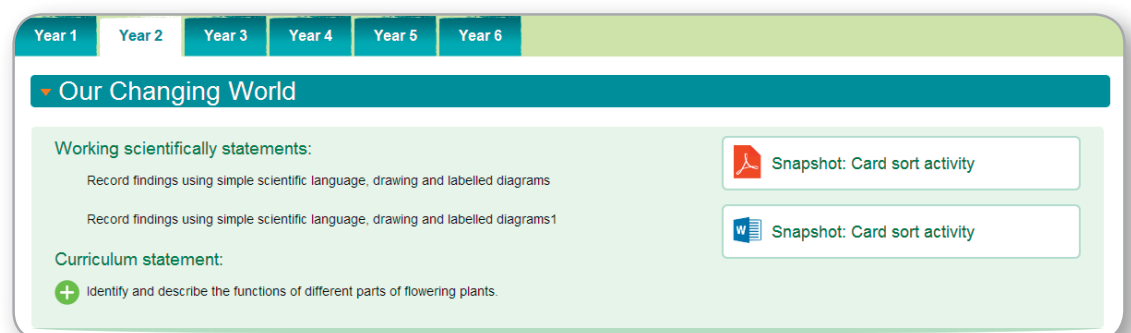 Year 1 Year 2 Year 3 Year 4 Year 5 Year 6
Our Changing World
Working scientifically statements:
Record findings using simple scientific language, drawing and labelled diagrams
Record findings using simple scientific language, drawing and labelled diagrams1
Curriculum statement:
Identify and describe the functions of different parts of flowering plants.
Snapshot: Card sort activity
W
Snapshot: Card sort activity